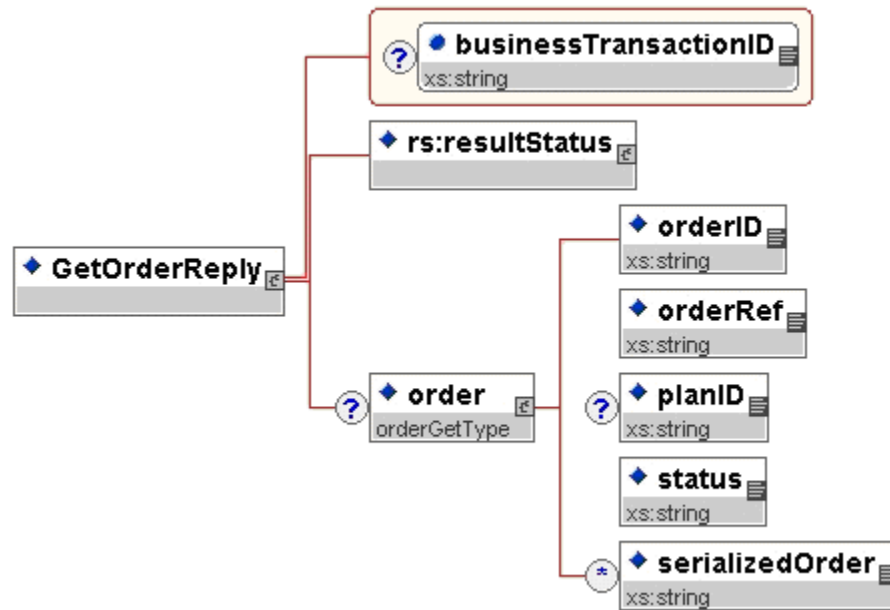 ? businessTransactionID
xs:string
rs:resultStatus
GetOrderReply
orderID
xs:string
orderRef
xs:string
? order
orderGetType
? planID
xs:string
status
xs:string
* serializedOrder
xs:string